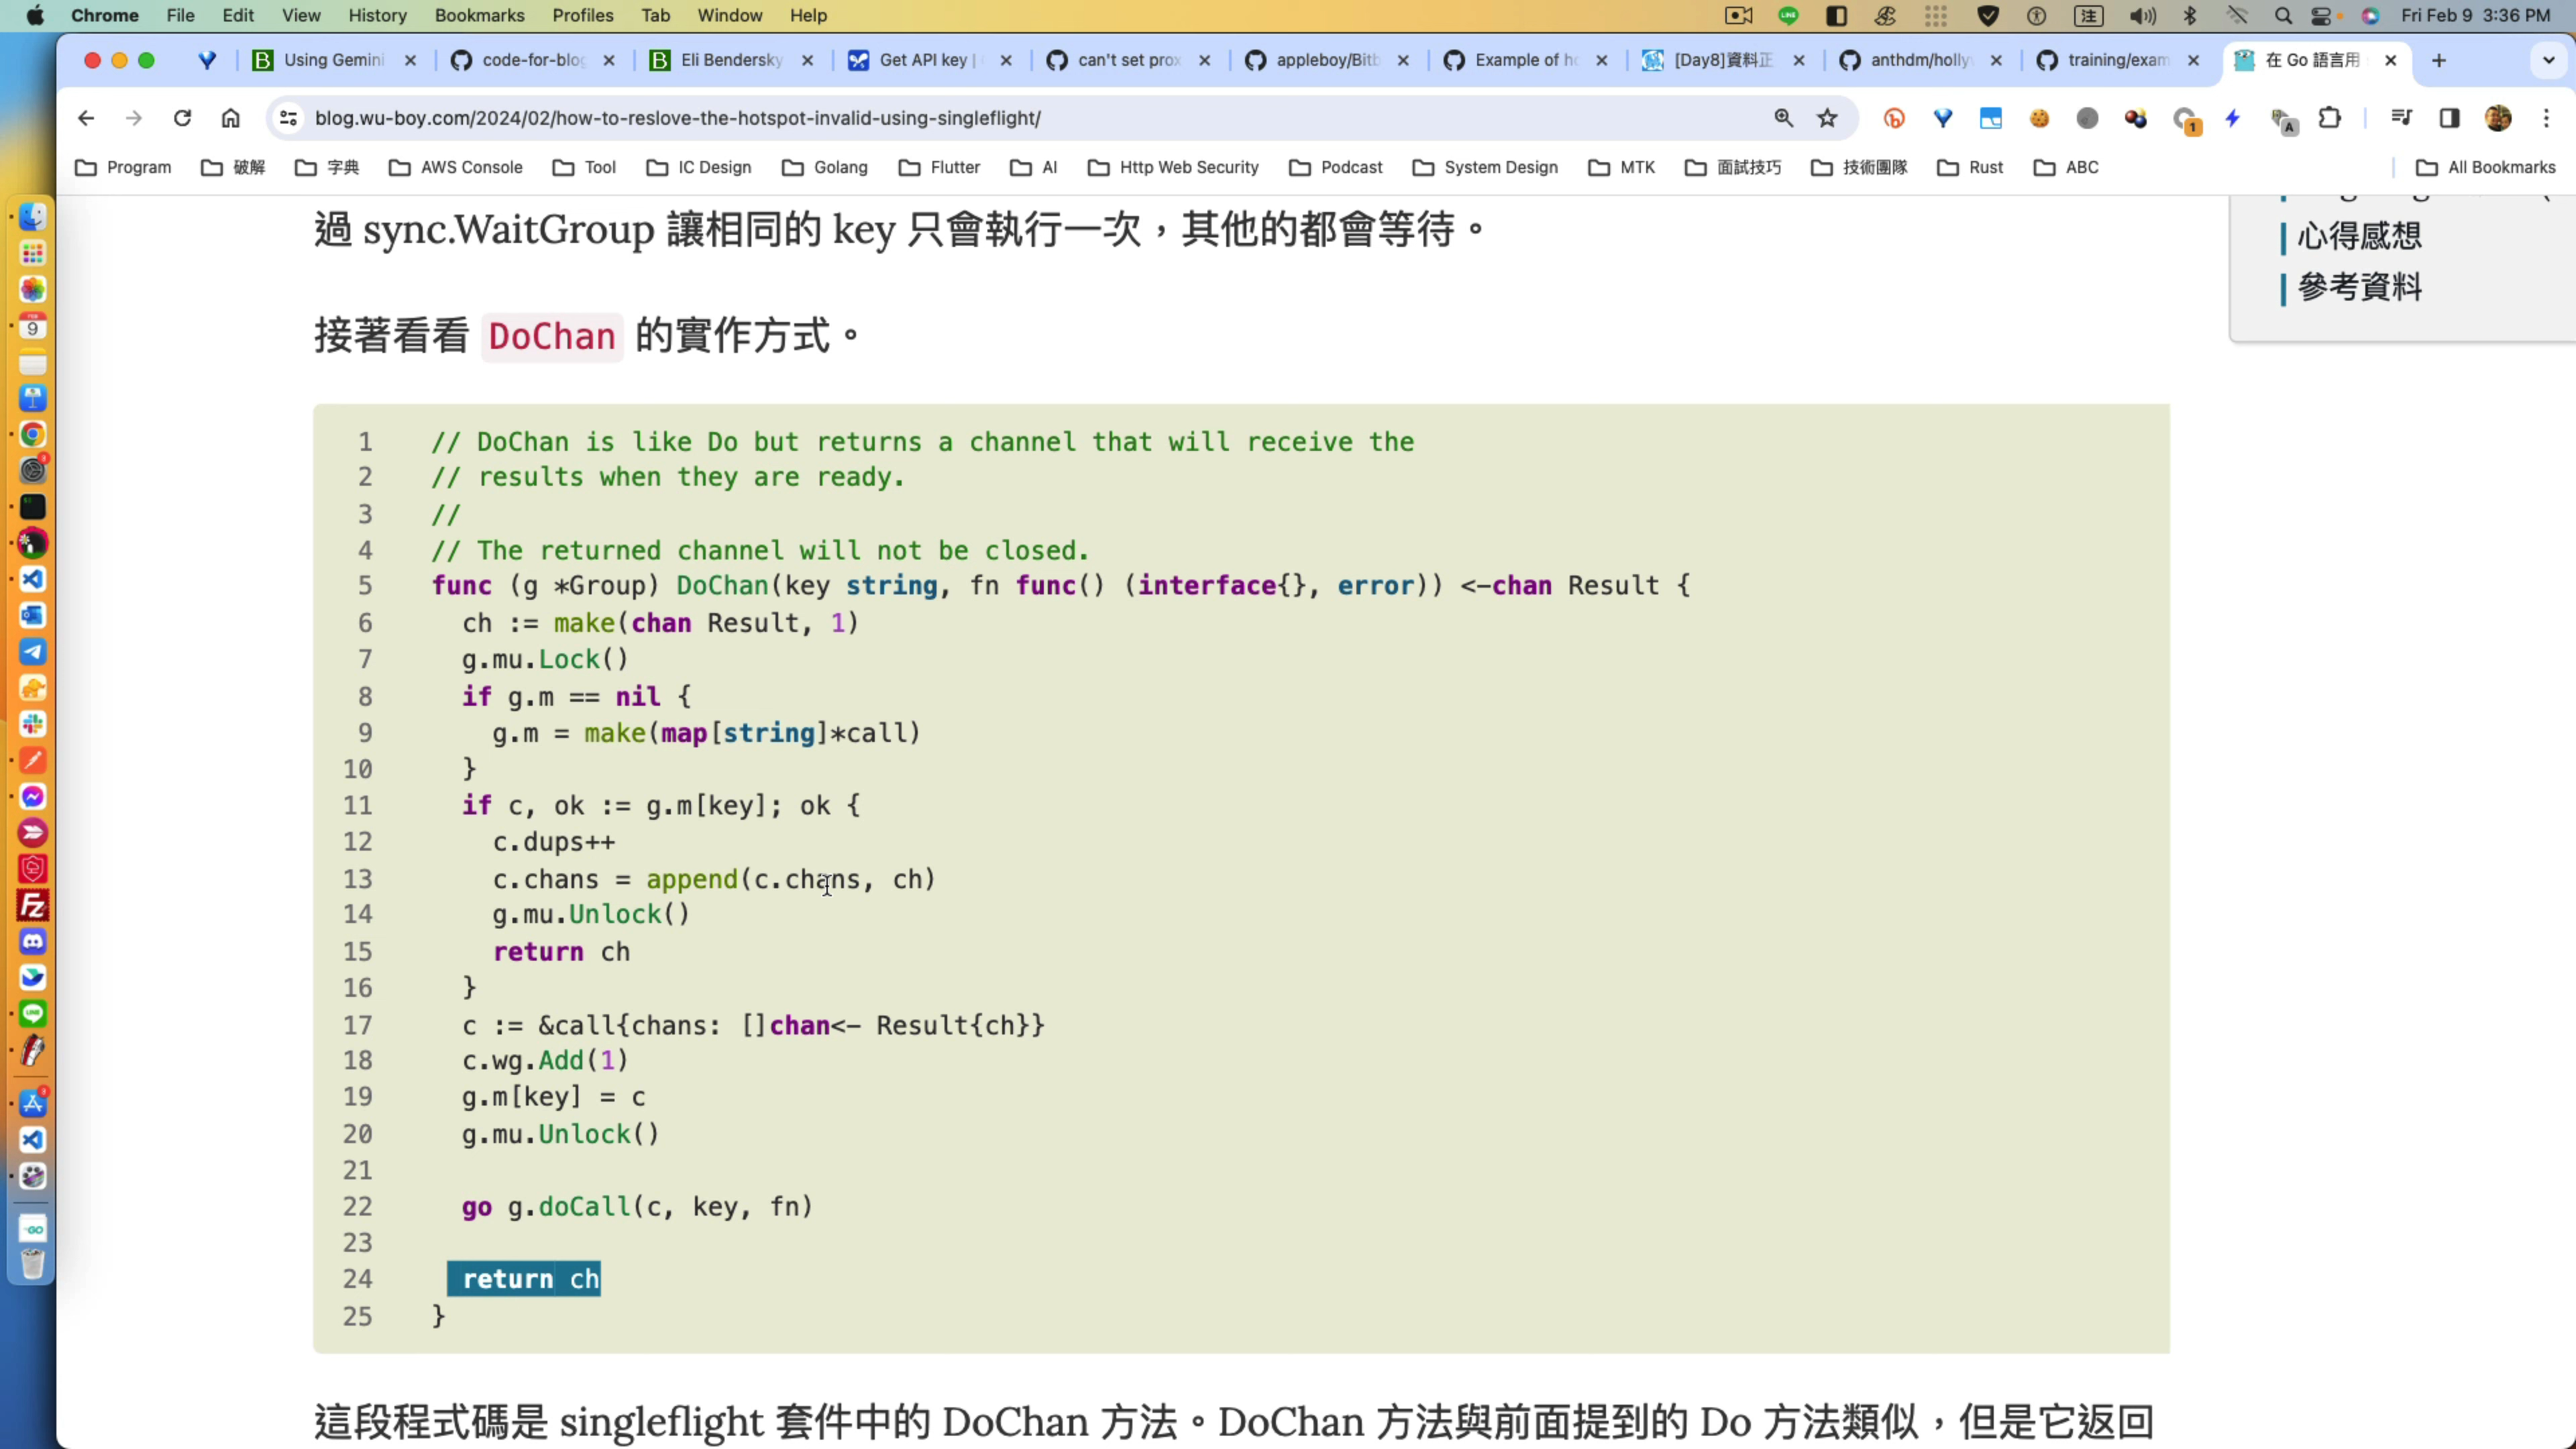 Chrome File Edit View History Bookmarks Profiles Tab Window Help 注 Fri Feb 9 3:36 PM
Using Gemini code-for-blog Eli Bendersky Get API key | can't set prox appleboy/Bitb Example of ho [Day8]資料正 anthdm/holly training/exam 在 Go 語言用
blog.wu-boy.com/2024/02/how-to-reslove-the-hotspot-invalid-using-singleflight/
Program 破解 字典 AWS Console Tool IC Design Golang Flutter AI Http Web Security Podcast System Design MTK 面試技巧 技術團隊 Rust ABC All Bookmarks
過 sync.WaitGroup 讓相同的 key 只會執行一次，其他的都會等待。
心得感想
參考資料
接著看看 DoChan 的實作方式。
1 // DoChan is like Do but returns a channel that will receive the
2 // results when they are ready.
3 //
4 // The returned channel will not be closed.
5 func (g *Group) DoChan(key string, fn func() (interface{}, error)) <-chan Result {
6 ch := make(chan Result, 1)
7 g.mu.Lock()
8 if g.m == nil {
9 g.m = make(map[string]*call)
10 }
11 if c, ok := g.m[key]; ok {
12 c.dups++
13 c.chans = append(c.chans, ch)
14 g.mu.Unlock()
15 return ch
16 }
17 c := &call{chans: []chan<- Result{ch}}
18 c.wg.Add(1)
19 g.m[key] = c
20 g.mu.Unlock()
21
22 go g.doCall(c, key, fn)
23
24 return ch
25 }
這段程式碼是 singleflight 套件中的 DoChan 方法。DoChan 方法與前面提到的 Do 方法類似，但是它返回